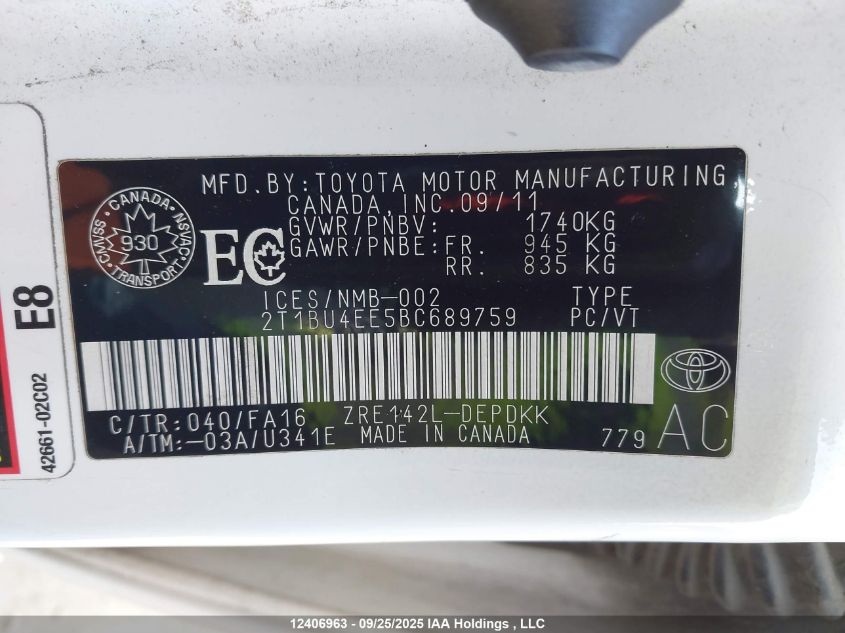 MFD.BY:TOYOTA MOTOR MANUFACTURING
CANADA,INC.09/11
GVWR/PNBV: 1740KG
GAWR/PNBE:FR. 945 KG
RR. 835 KG
CANADA
CMVSS
930
NSVAC
TRANSPORT
EC
ICES/NMB-002 TYPE
2T1BU4EE5BC689759 PC/VT
C/TR:040/FA16 ZRE142L-DEPDKK
A/TM:-03A/U341E MADE IN CANADA
779 AC
E8
42661-02C02
12406963 - 09/25/2025 IAA Holdings , LLC